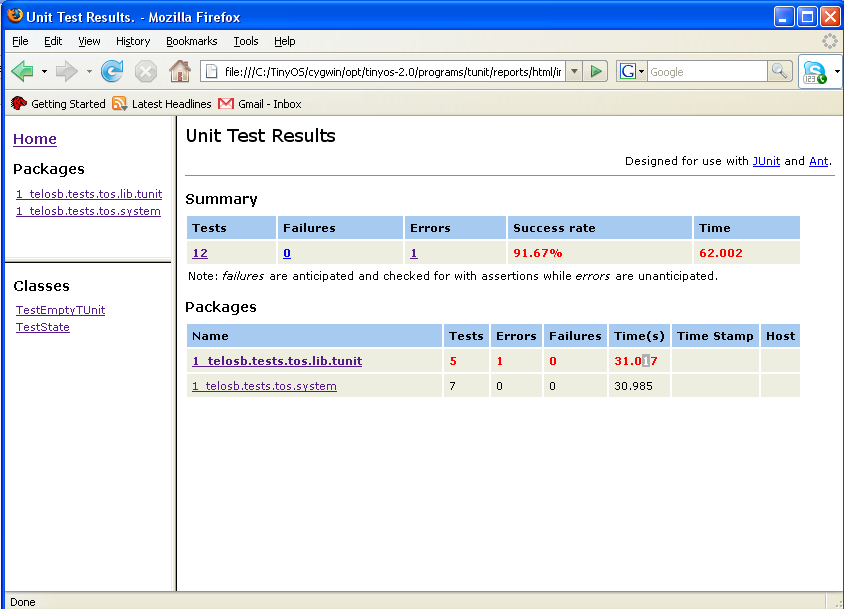 Unit Test Results. - Mozilla Firefox
File Edit View History Bookmarks Tools Help
file:///C:/TinyOS/cygwin/opt/tinyos-2.0/programs/tunit/reports/html/ir
G Google
Getting Started Latest Headlines Gmail - Inbox
Home
Packages
1_telosb.tests.tos.lib.tunit
1_telosb.tests.tos.system
Classes
TestEmptyTUnit
TestState
Unit Test Results
Designed for use with JUnit and Ant.
Summary
Tests Failures Errors Success rate Time
12 0 1 91.67% 62.002
Note: failures are anticipated and checked for with assertions while errors are unanticipated.
Packages
Name Tests Errors Failures Time(s) Time Stamp Host
1_telosb.tests.tos.lib.tunit 5 1 0 31.017
1_telosb.tests.tos.system 7 0 0 30.985
Done